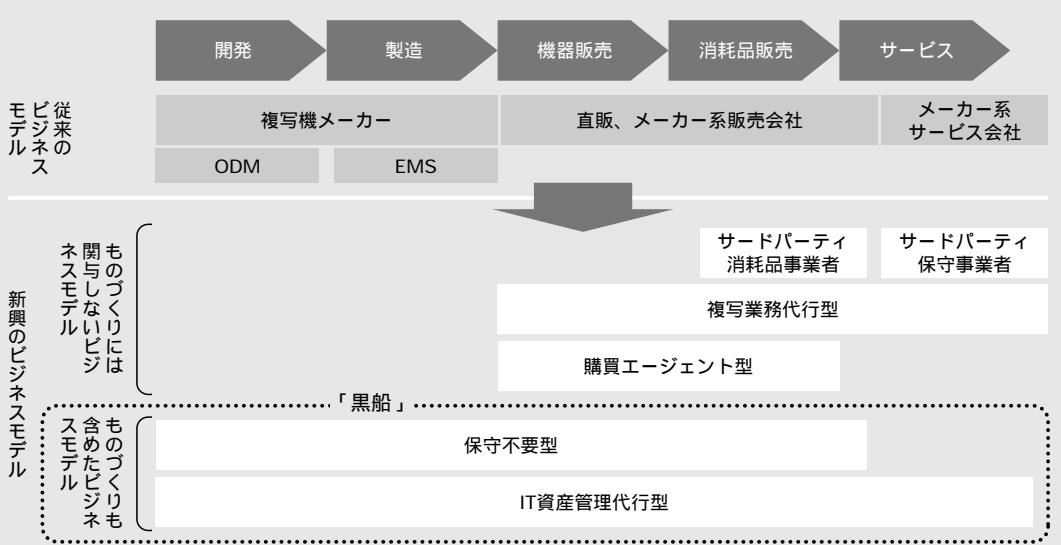 開発
製造
機器販売
消耗品販売
サービス
従来の
ビジネス
モデル
複写機メーカー
直販、メーカー系販売会社
メーカー系
サービス会社
ODM
EMS
新興のビジネスモデル
ものづくりには
関与しないビジ
ネスモデル
サードパーティ
消耗品事業者
サードパーティ
保守事業者
複写業務代行型
購買エージェント型
「黒船」
ものづくりも
含めたビジネ
スモデル
保守不要型
IT資産管理代行型